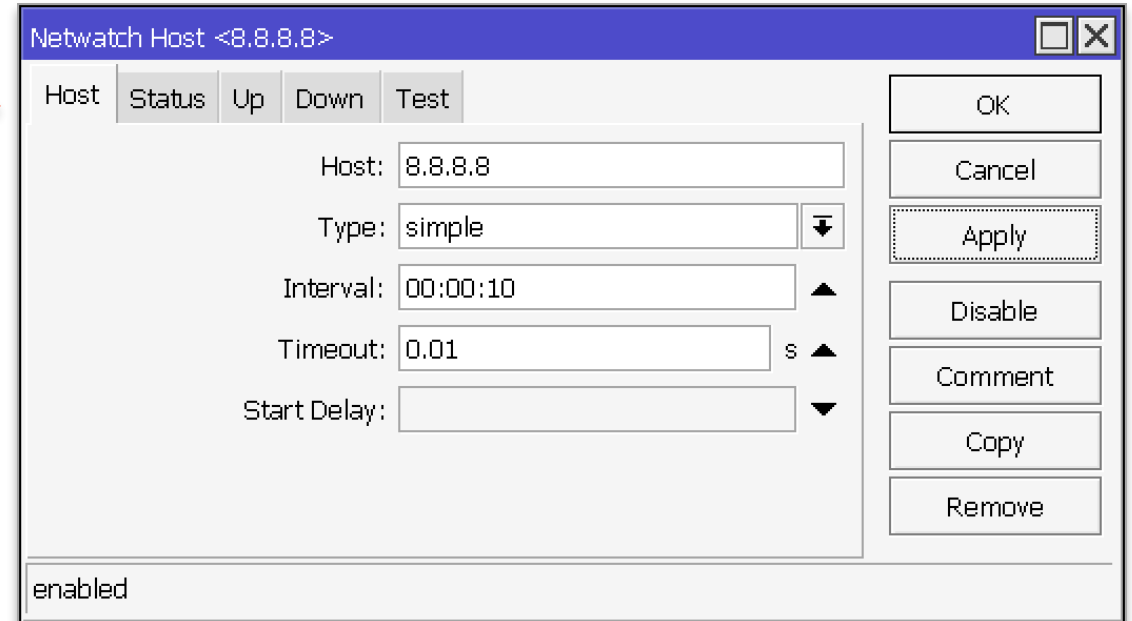 Netwatch Host <8.8.8.8>
Host Status Up Down Test
Host: 8.8.8.8
Type: simple
Interval: 00:00:10
Timeout: 0.01 s
Start Delay:
OK
Cancel
Apply
Disable
Comment
Copy
Remove
enabled